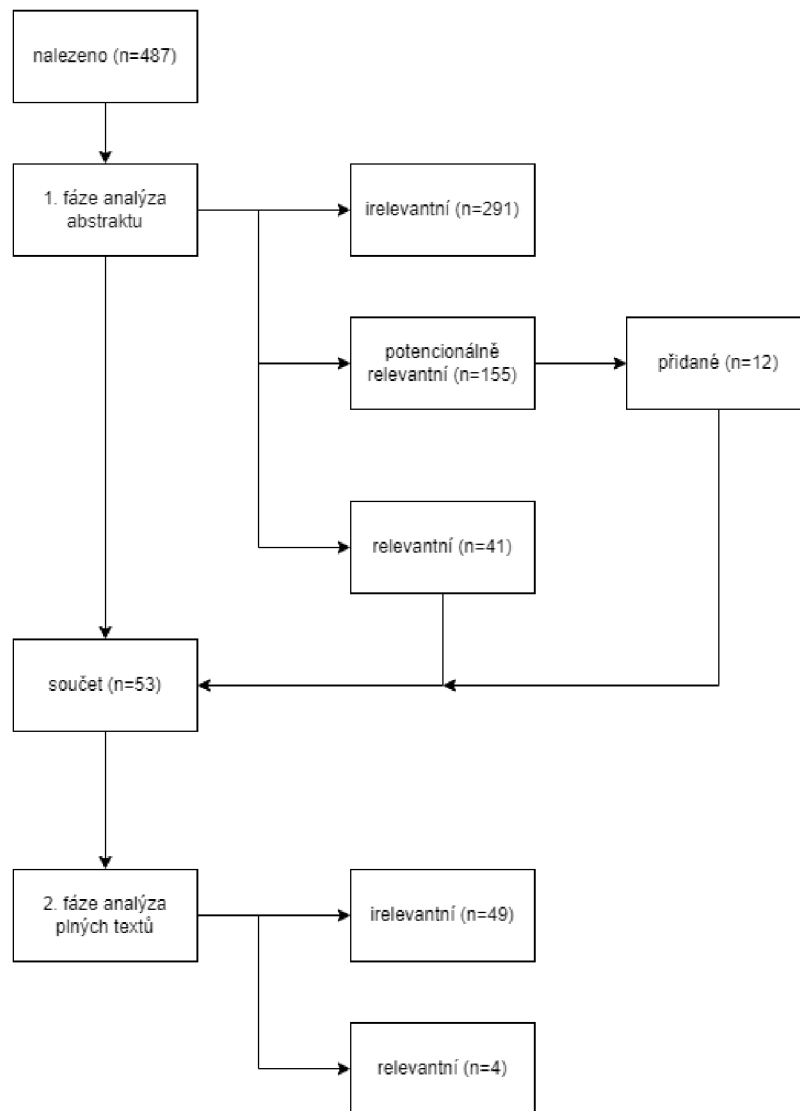 nalezeno (n=487)
1. fáze analýza
abstraktu
irelevantní (n=291)
potencionálně
relevantní (n=155)
přidané (n=12)
relevantní (n=41)
součet (n=53)
2. fáze analýza
plných textů
irelevantní (n=49)
relevantní (n=4)